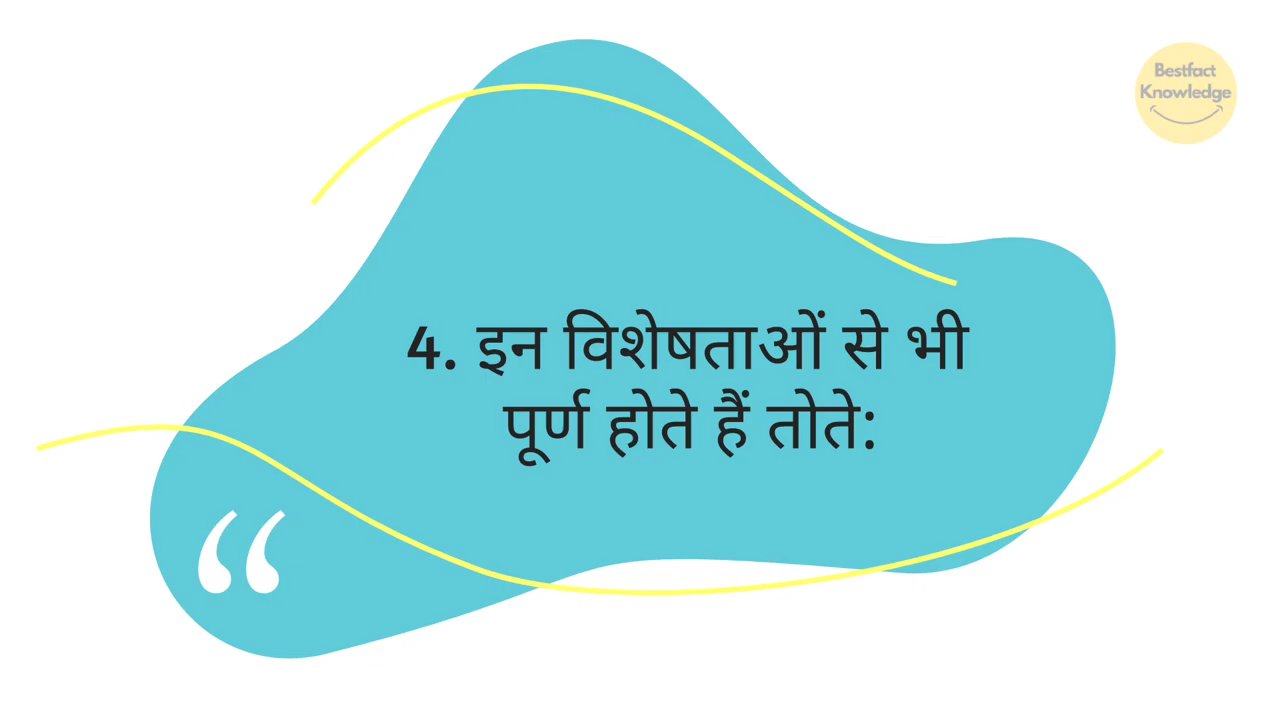 Bestfact
Knowledge
4. इन विशेषताओं से भी
पूर्ण होते हैं तोते:
“